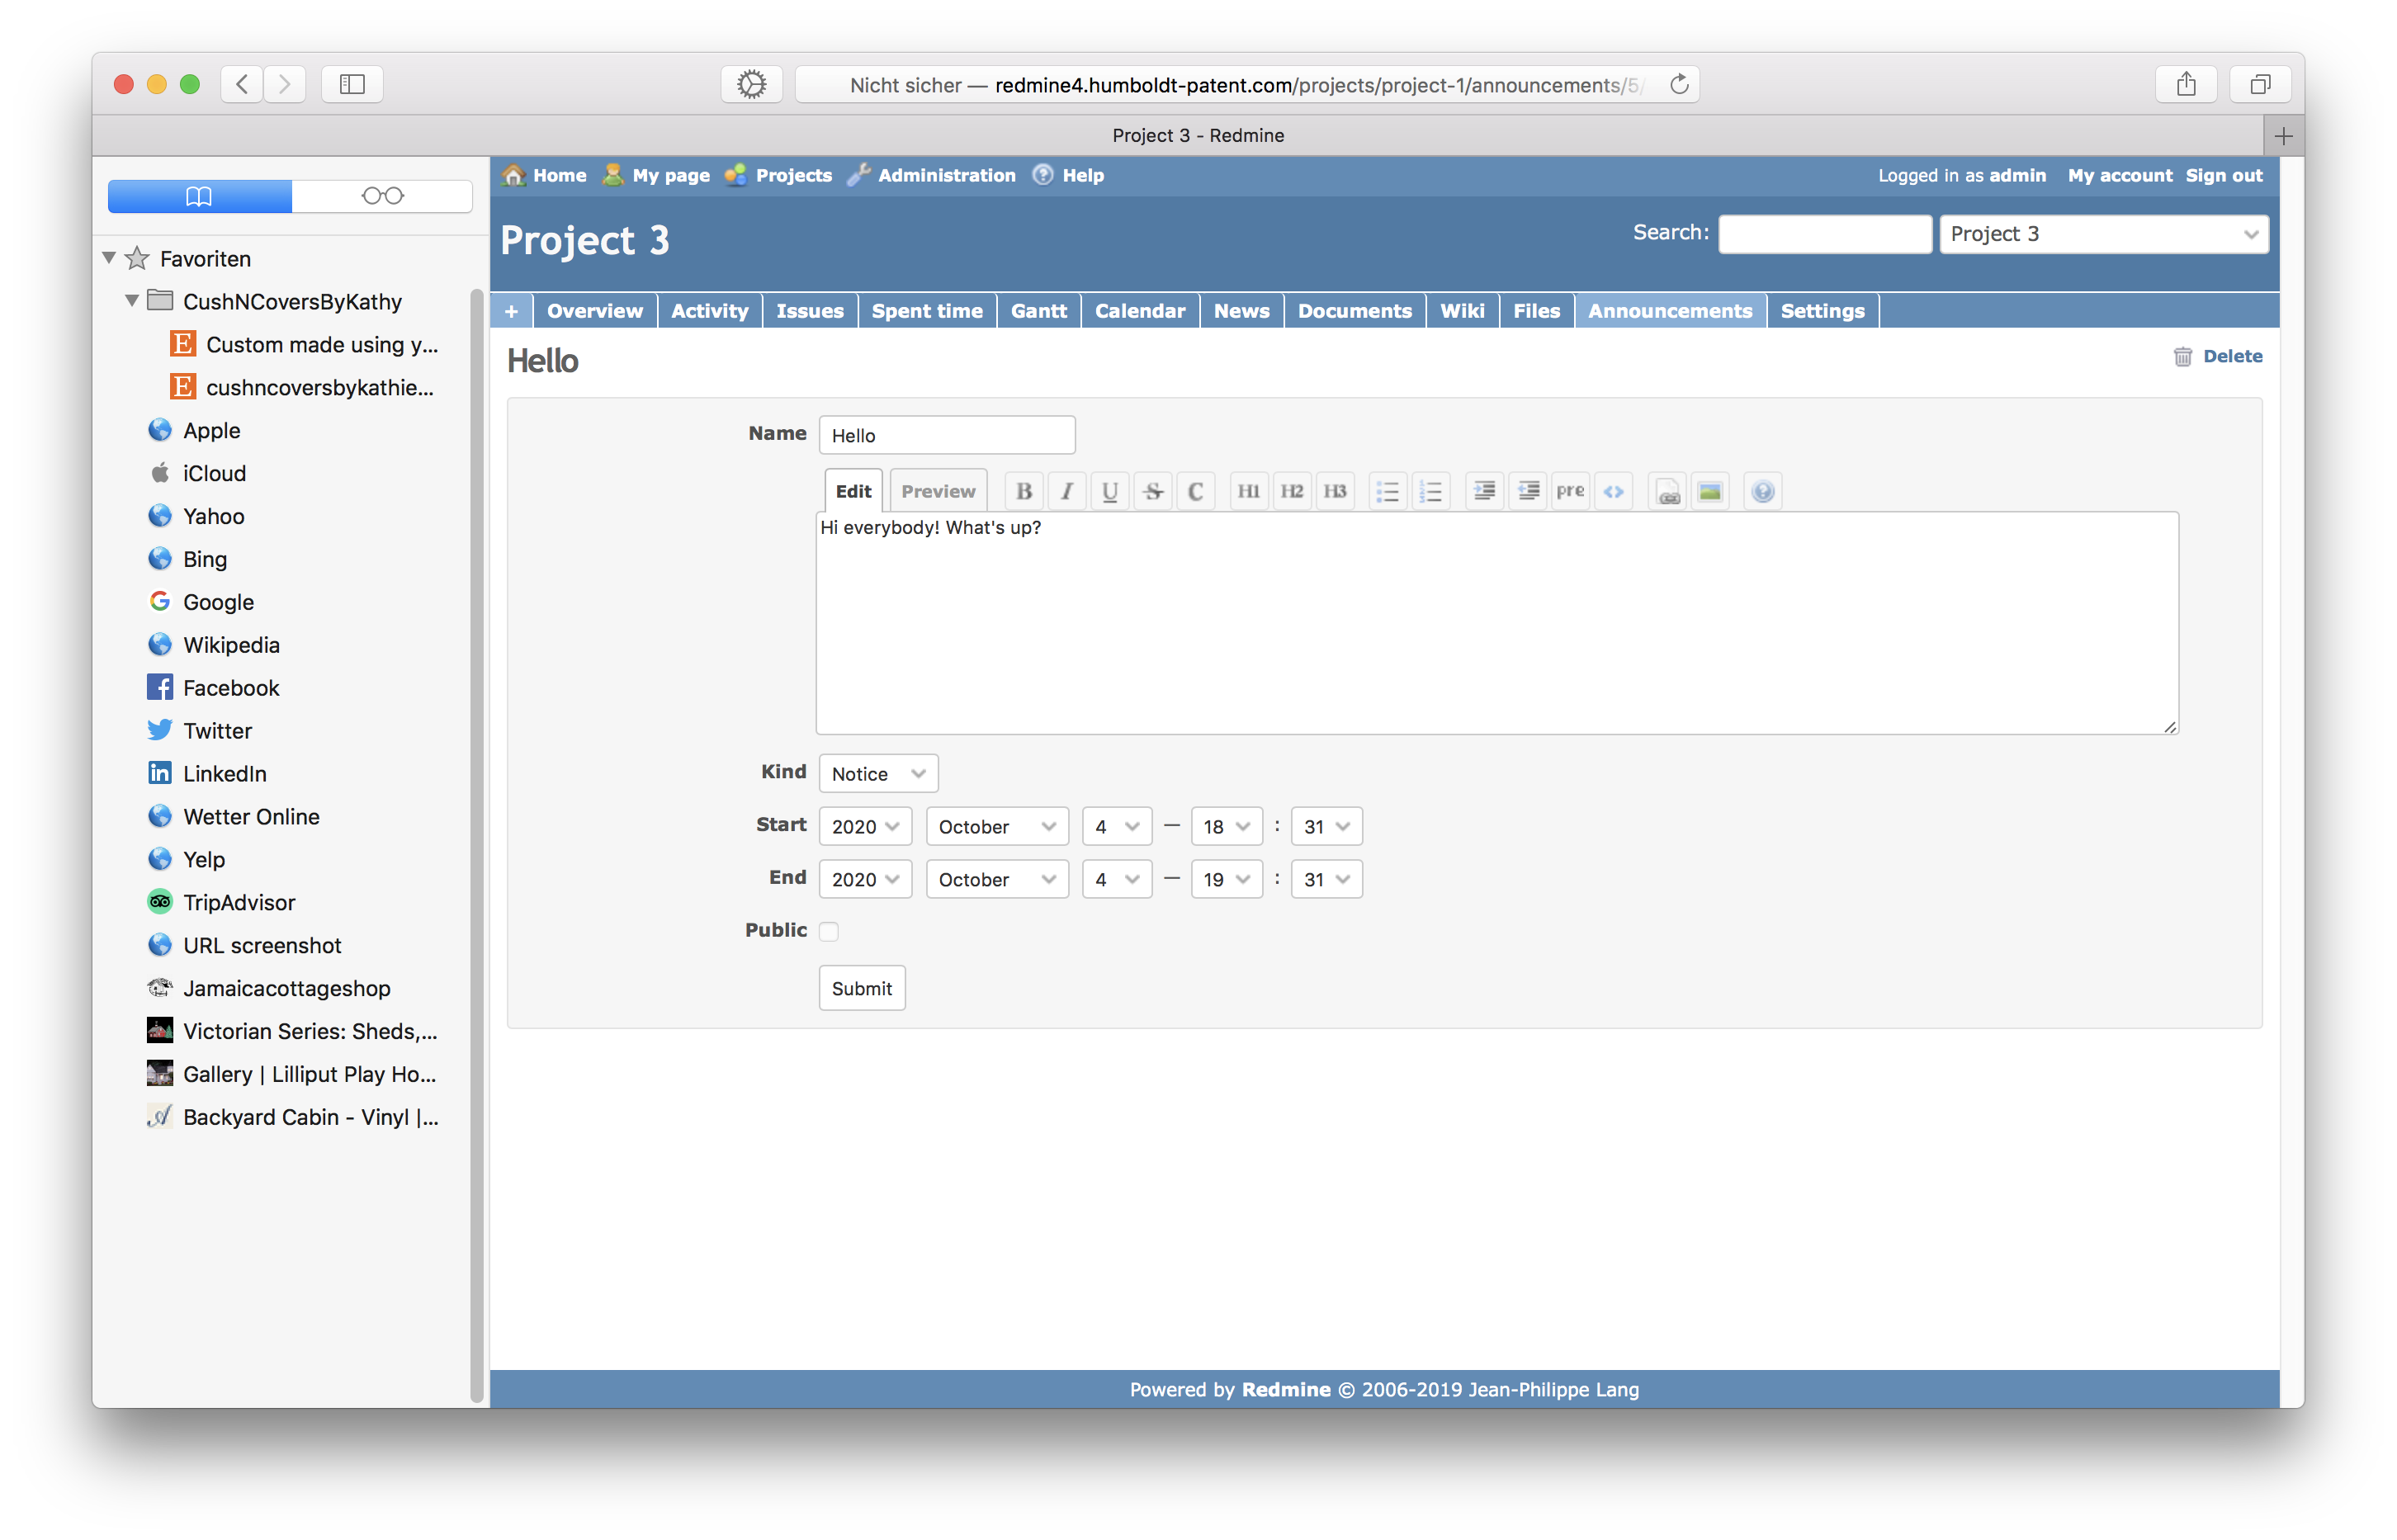 Nicht sicher — redmine4.humboldt-patent.com/projects/project-1/announcements/5/
Project 3 - Redmine
Favoriten
CushNCoversByKathy
Custom made using y...
cushncoversbykathie...
Apple
iCloud
Yahoo
Bing
Google
Wikipedia
Facebook
Twitter
LinkedIn
Wetter Online
Yelp
TripAdvisor
URL screenshot
Jamaicacottageshop
Victorian Series: Sheds,...
Gallery | Lilliput Play Ho...
Backyard Cabin - Vinyl |...
Home My page Projects Administration Help Logged in as admin My account Sign out
Project 3 Search: Project 3
+ Overview Activity Issues Spent time Gantt Calendar News Documents Wiki Files Announcements Settings
Hello Delete
Name Hello
Edit Preview B I U S C H1 H2 H3 pre <>
Hi everybody! What's up?
Kind Notice
Start 2020 October 4 — 18 : 31
End 2020 October 4 — 19 : 31
Public
Submit
Powered by Redmine © 2006-2019 Jean-Philippe Lang